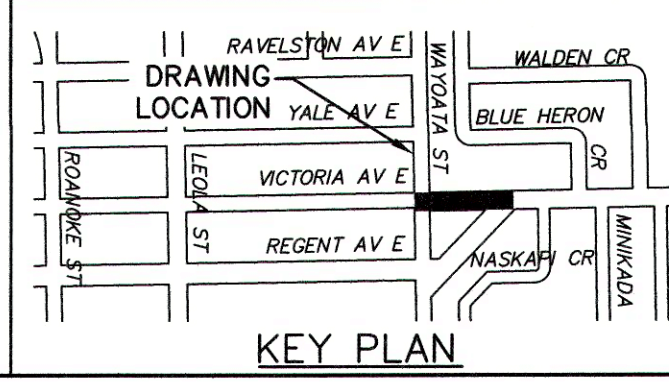 RAVELSTON AV E
WALDEN CR
DRAWING
LOCATION
YALE AV E
WAYOATA ST
BLUE HERON
CR
ROANOKE ST
LEOLA ST
VICTORIA AV E
REGENT AV E
NASKAPI CR
MINIKADA
KEY PLAN